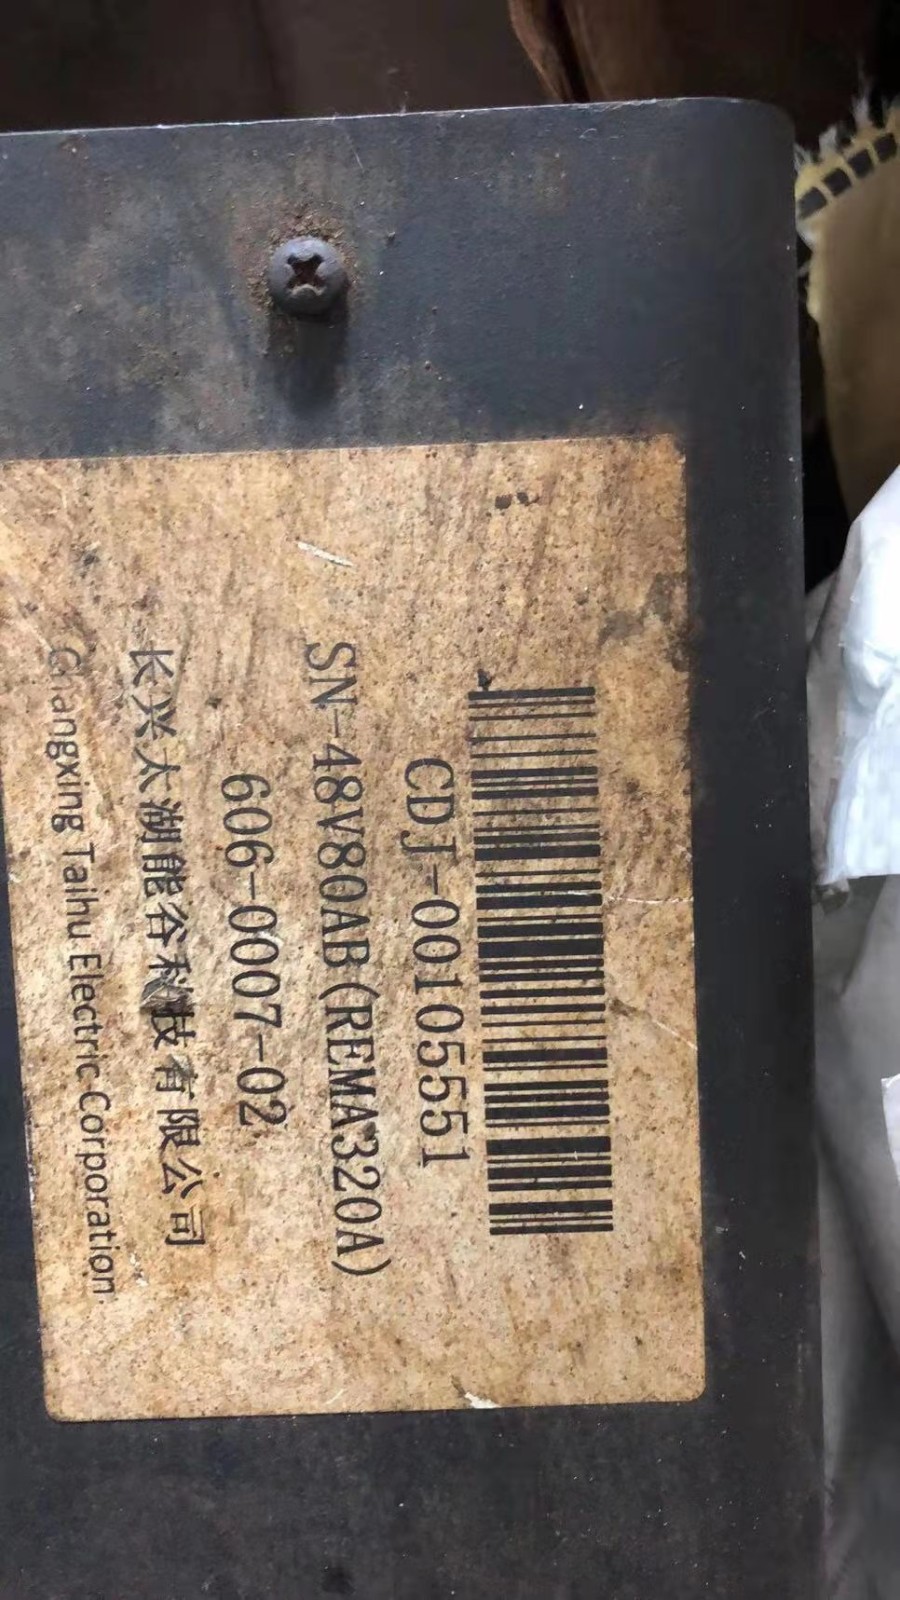 CDJ-00105551
SN-48V80AB(REMA320A)
606-0007-02
长兴太湖能谷科技有限公司
Changxing Taihu Electric Corporation